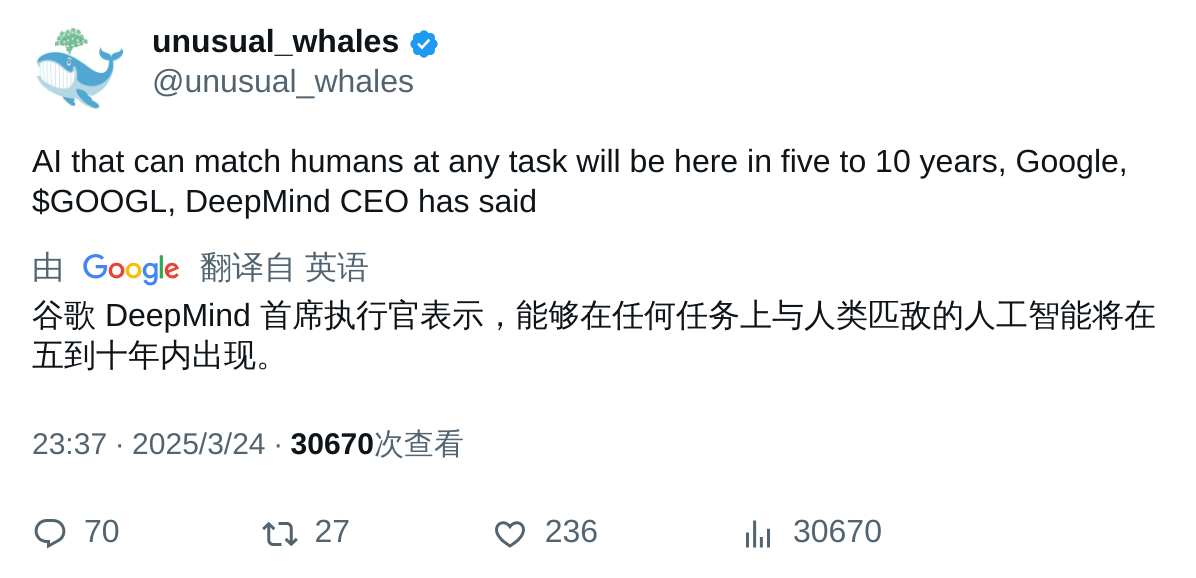 unusual_whales
@unusual_whales
AI that can match humans at any task will be here in five to 10 years, Google,
$GOOGL, DeepMind CEO has said
由 Google 翻译自 英语
谷歌 DeepMind 首席执行官表示，能够在任何任务上与人类匹敌的人工智能将在
五到十年内出现。
23:37 · 2025/3/24 · 30670次查看
70 27 236 30670